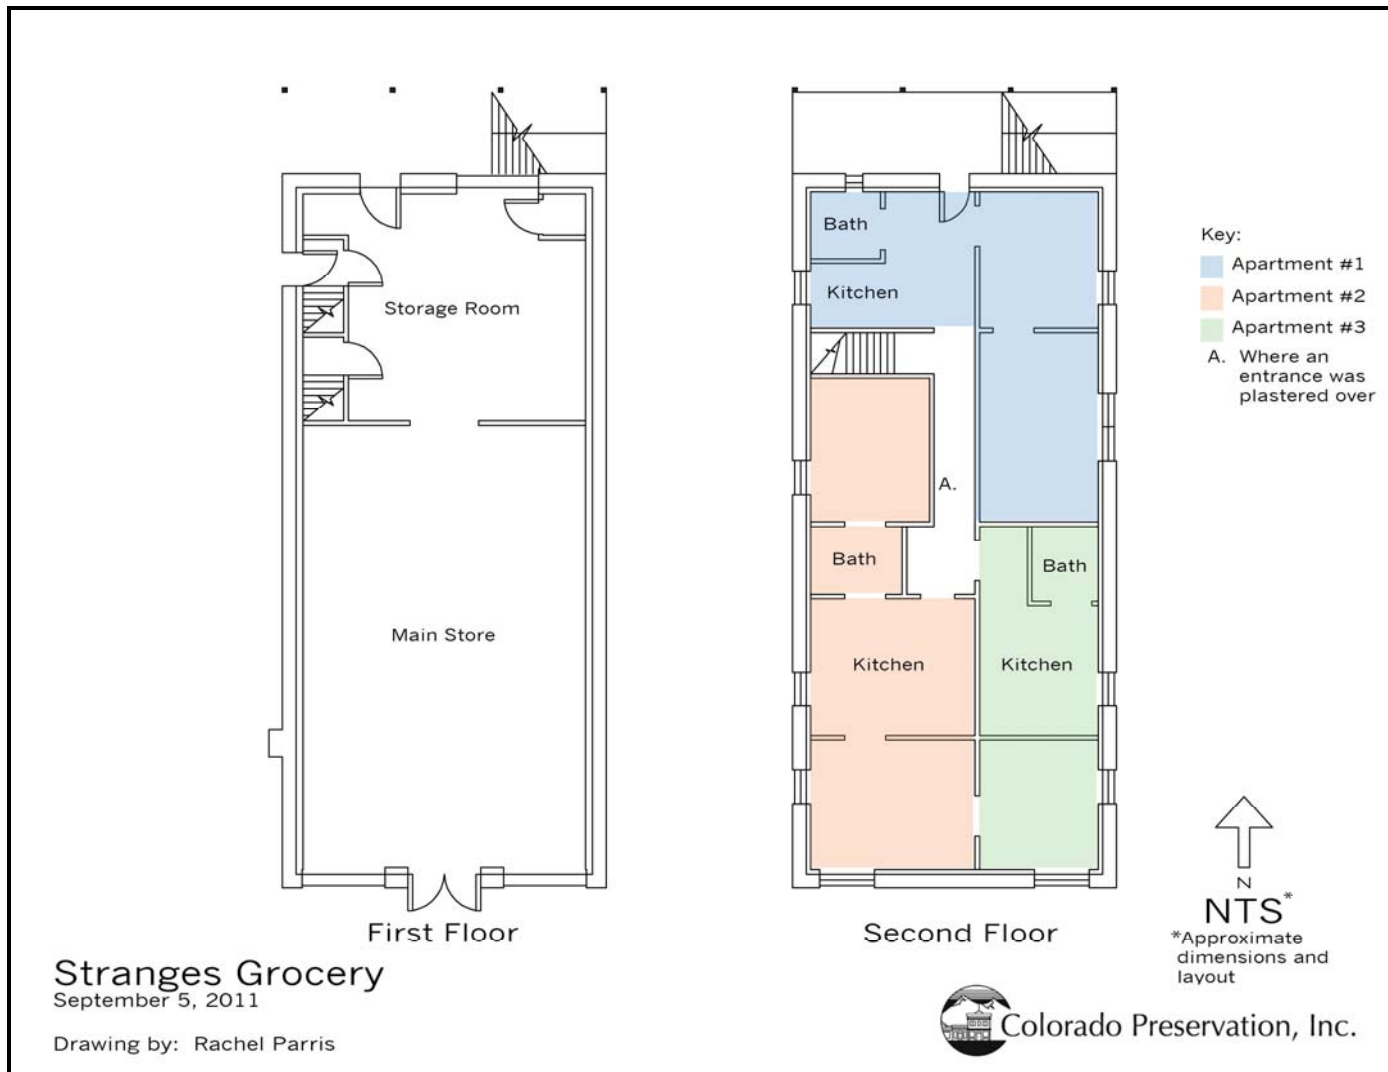 Storage Room
Main Store
First Floor
Bath
Kitchen
A.
Bath
Bath
Kitchen
Kitchen
Second Floor
Key:
Apartment #1
Apartment #2
Apartment #3
A. Where an
entrance was
plastered over
N
NTS*
*Approximate
dimensions and
layout
Stranges Grocery
September 5, 2011
Drawing by: Rachel Parris
Colorado Preservation, Inc.